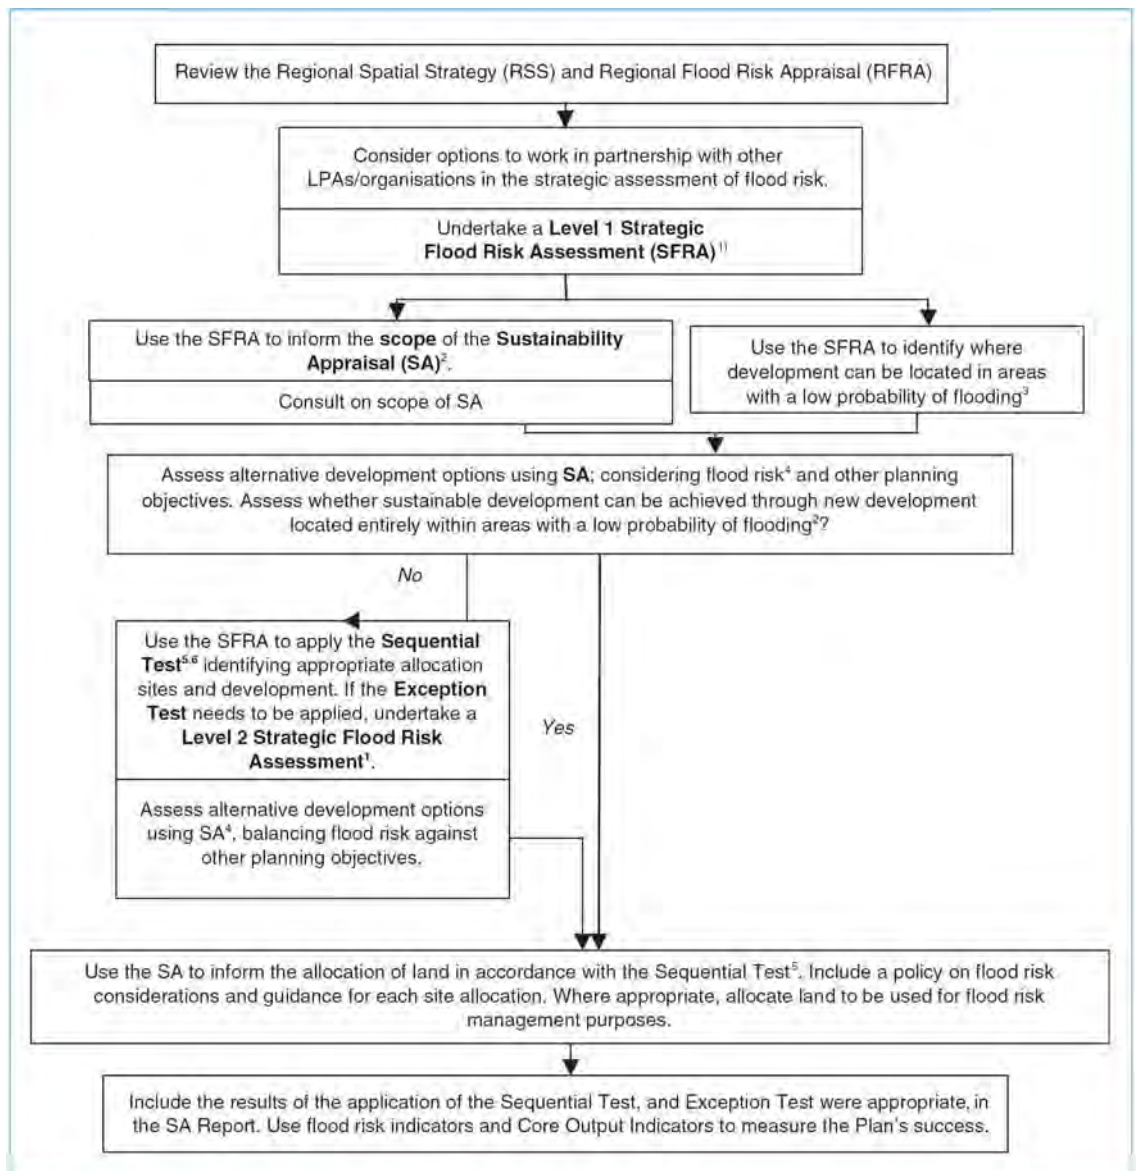 Review the Regional Spatial Strategy (RSS) and Regional Flood Risk Appraisal (RFRA)
Consider options to work in partnership with other
LPAs/organisations in the strategic assessment of flood risk.
Undertake a Level 1 Strategic
Flood Risk Assessment (SFRA)¹⁾
Use the SFRA to inform the scope of the Sustainability
Appraisal (SA)².
Consult on scope of SA
Use the SFRA to identify where
development can be located in areas
with a low probability of flooding³
Assess alternative development options using SA; considering flood risk⁴ and other planning
objectives. Assess whether sustainable development can be achieved through new development
located entirely within areas with a low probability of flooding²?
No
Use the SFRA to apply the Sequential
Test⁵·⁶ identifying appropriate allocation
sites and development. If the Exception
Test needs to be applied, undertake a
Level 2 Strategic Flood Risk
Assessment¹.
Yes
Assess alternative development options
using SA⁴, balancing flood risk against
other planning objectives.
Use the SA to inform the allocation of land in accordance with the Sequential Test⁵. Include a policy on flood risk
considerations and guidance for each site allocation. Where appropriate, allocate land to be used for flood risk
management purposes.
Include the results of the application of the Sequential Test, and Exception Test were appropriate, in
the SA Report. Use flood risk indicators and Core Output Indicators to measure the Plan's success.